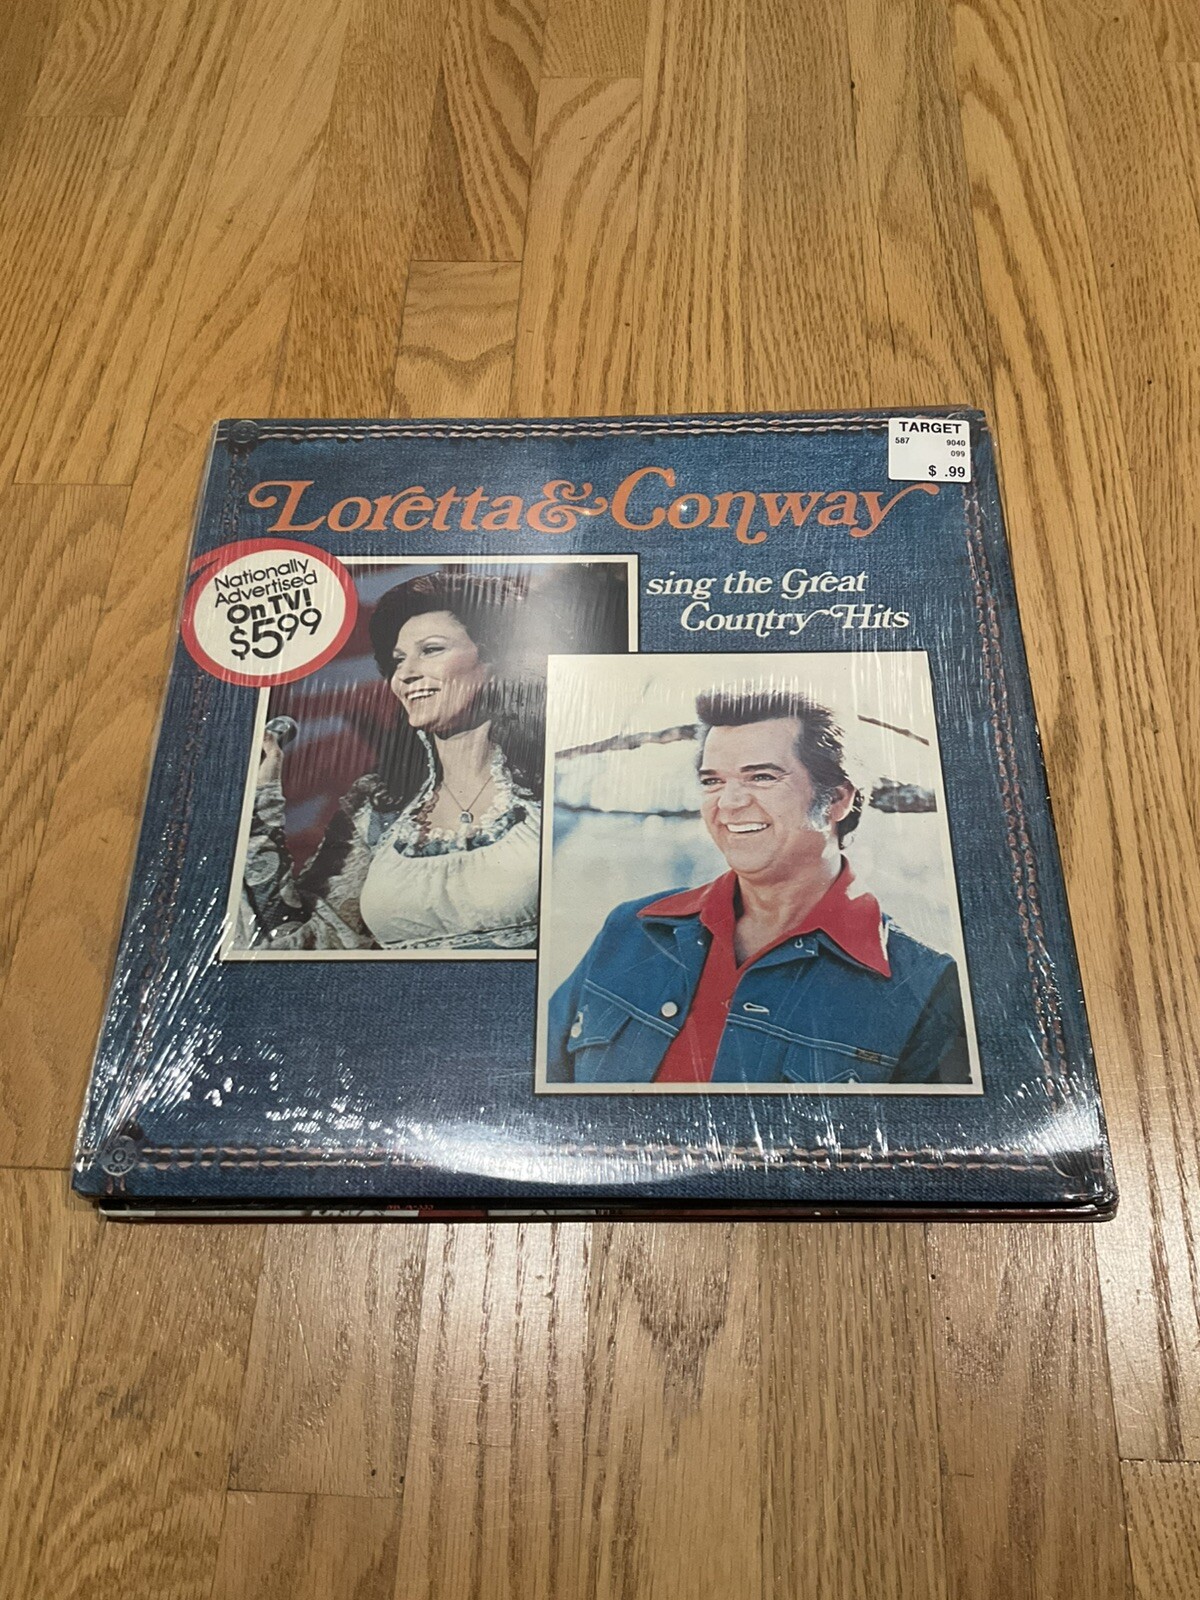 TARGET
587 9040
099
$ .99
Loretta & Conway
sing the Great
Country Hits
Nationally
Advertised
On TV!
$5.99